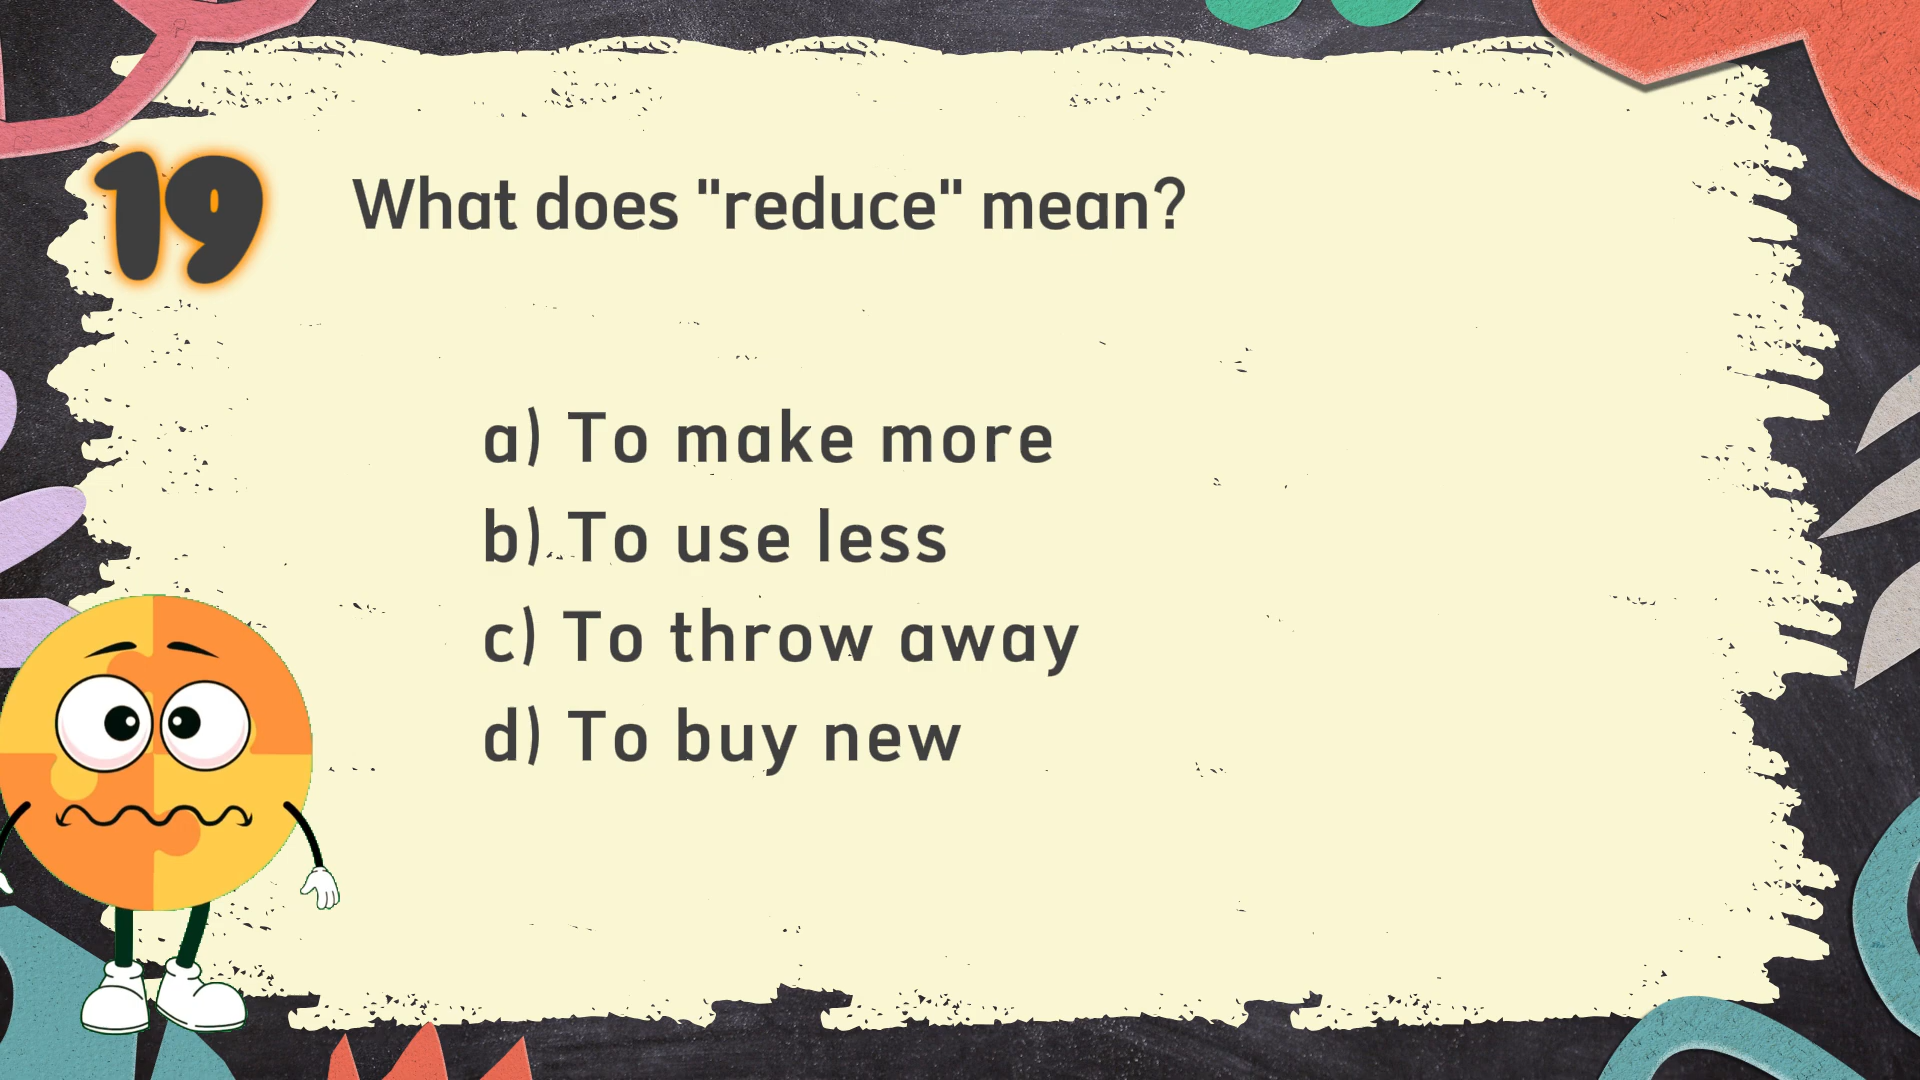 19
What does "reduce" mean?
a) To make more
b) To use less
c) To throw away
d) To buy new